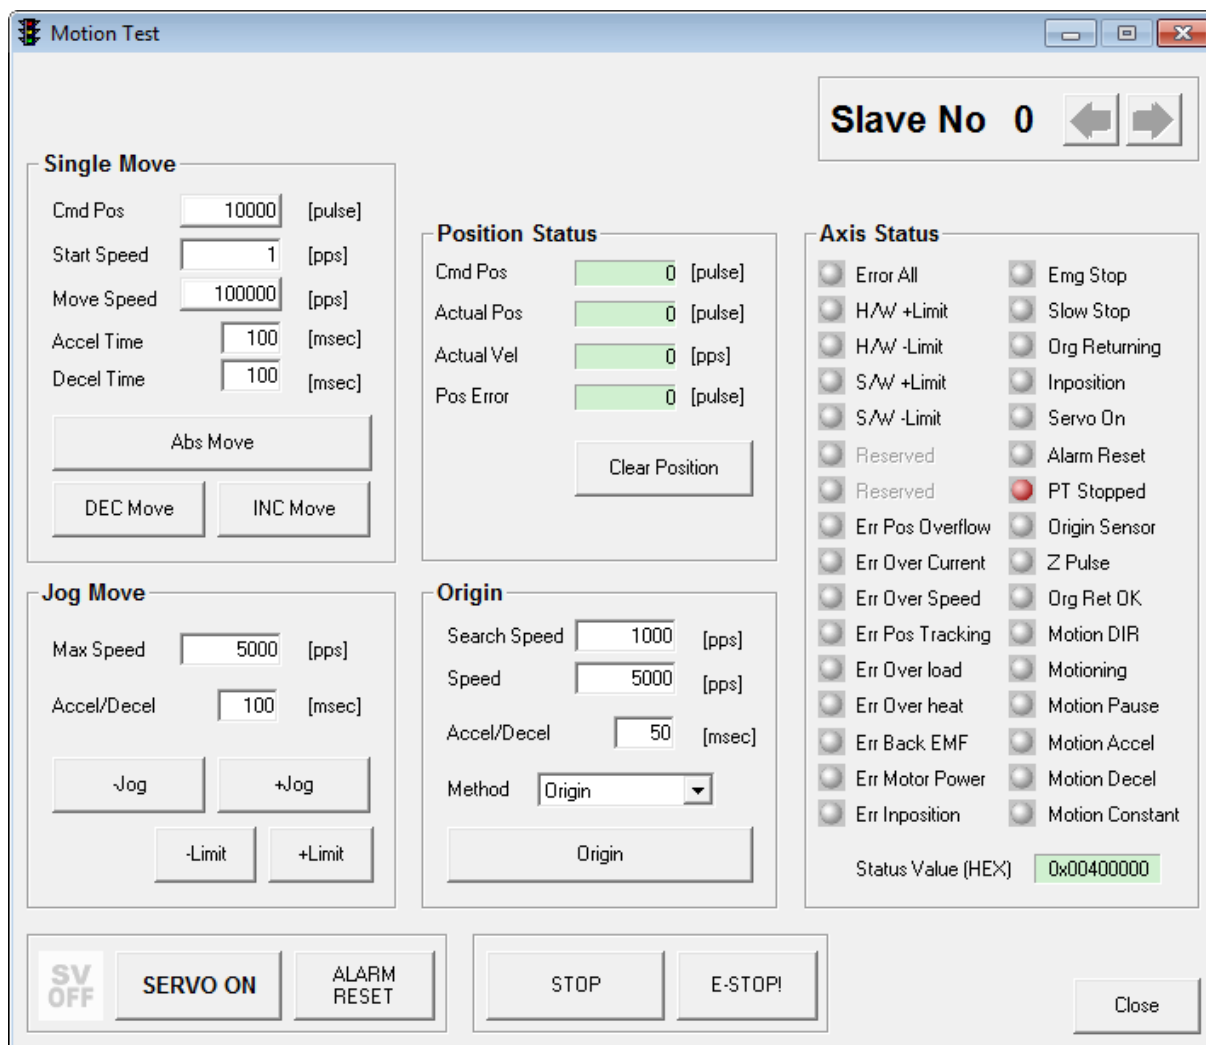 Motion Test
Slave No 0
Single Move
Cmd Pos 10000 [pulse]
Start Speed 1 [pps]
Move Speed 100000 [pps]
Accel Time 100 [msec]
Decel Time 100 [msec]
Abs Move
DEC Move INC Move
Jog Move
Max Speed 5000 [pps]
Accel/Decel 100 [msec]
-Jog +Jog
-Limit +Limit
Position Status
Cmd Pos 0 [pulse]
Actual Pos 0 [pulse]
Actual Vel 0 [pps]
Pos Error 0 [pulse]
Clear Position
Origin
Search Speed 1000 [pps]
Speed 5000 [pps]
Accel/Decel 50 [msec]
Method Origin
Origin
Axis Status
Error All Emg Stop
H/W +Limit Slow Stop
H/W -Limit Org Returning
S/W +Limit Inposition
S/W -Limit Servo On
Reserved Alarm Reset
Reserved PT Stopped
Err Pos Overflow Origin Sensor
Err Over Current Z Pulse
Err Over Speed Org Ret OK
Err Pos Tracking Motion DIR
Err Over load Motioning
Err Over heat Motion Pause
Err Back EMF Motion Accel
Err Motor Power Motion Decel
Err Inposition Motion Constant
Status Value (HEX) 0x00400000
SV
OFF
SERVO ON
ALARM
RESET
STOP E-STOP!
Close